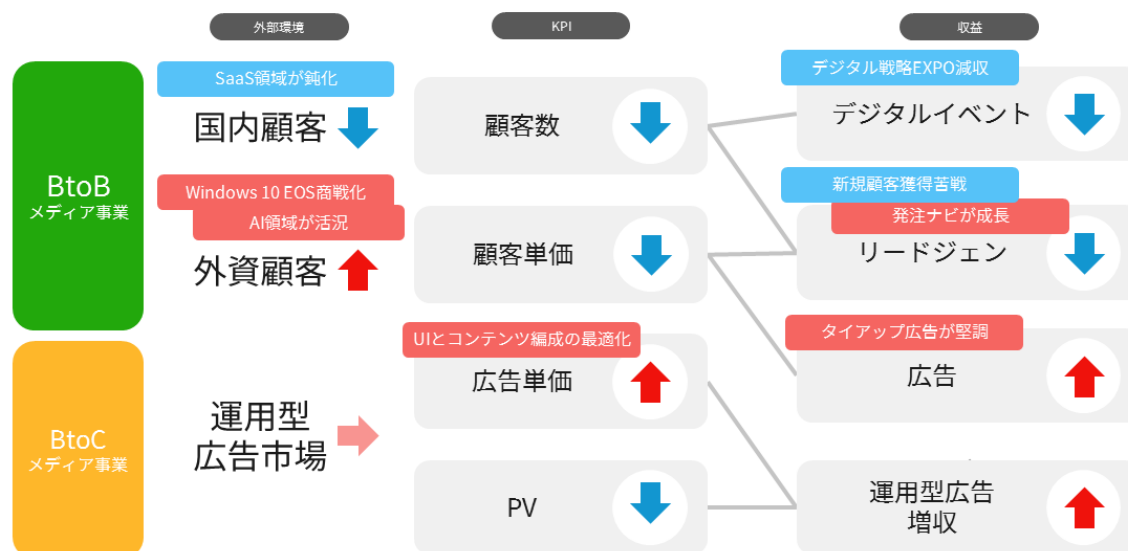 外部環境
KPI
収益
BtoB
メディア事業
SaaS領域が鈍化
国内顧客
Windows 10 EOS商戦化
AI領域が活況
外資顧客
顧客数
顧客単価
デジタル戦略EXPO減収
デジタルイベント
新規顧客獲得苦戦
発注ナビが成長
リードジェン
タイアップ広告が堅調
広告
BtoC
メディア事業
運用型
広告市場
UIとコンテンツ編成の最適化
広告単価
PV
運用型広告
増収